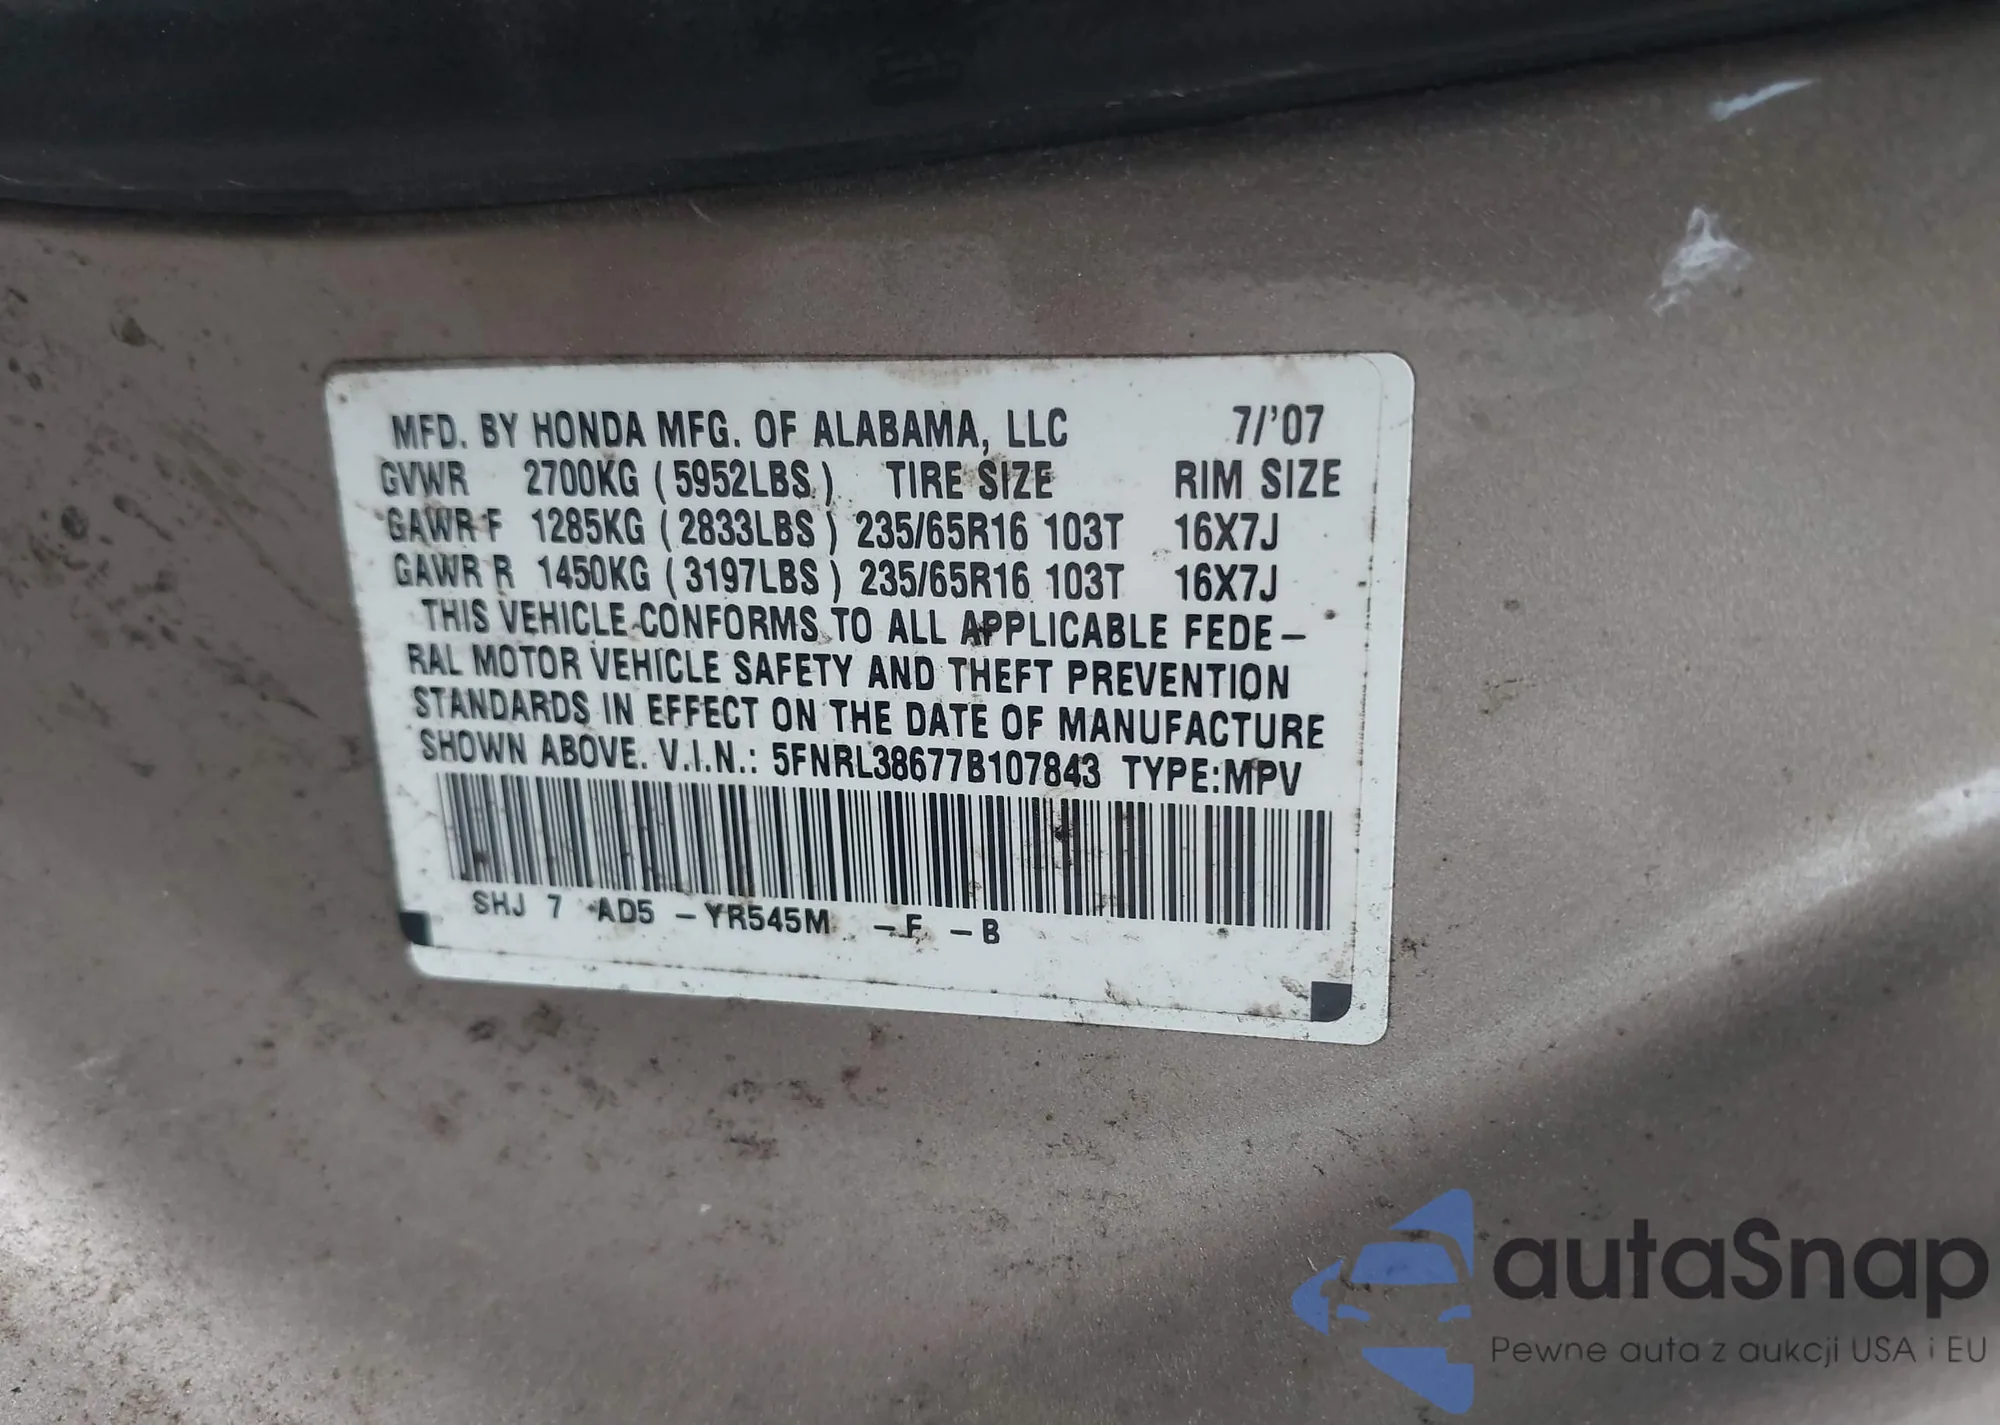 MFD. BY HONDA MFG. OF ALABAMA, LLC 7/'07
GVWR 2700KG (5952LBS) TIRE SIZE RIM SIZE
GAWR F 1285KG (2833LBS) 235/65R16 103T 16X7J
GAWR R 1450KG (3197LBS) 235/65R16 103T 16X7J
THIS VEHICLE CONFORMS TO ALL APPLICABLE FEDE-
RAL MOTOR VEHICLE SAFETY AND THEFT PREVENTION
STANDARDS IN EFFECT ON THE DATE OF MANUFACTURE
SHOWN ABOVE. V.I.N.: 5FNRL38677B107843 TYPE:MPV
SHJ 7 AD5 -YR545M -F -B
autoSnap
Pewne auta z aukcji USA i EU